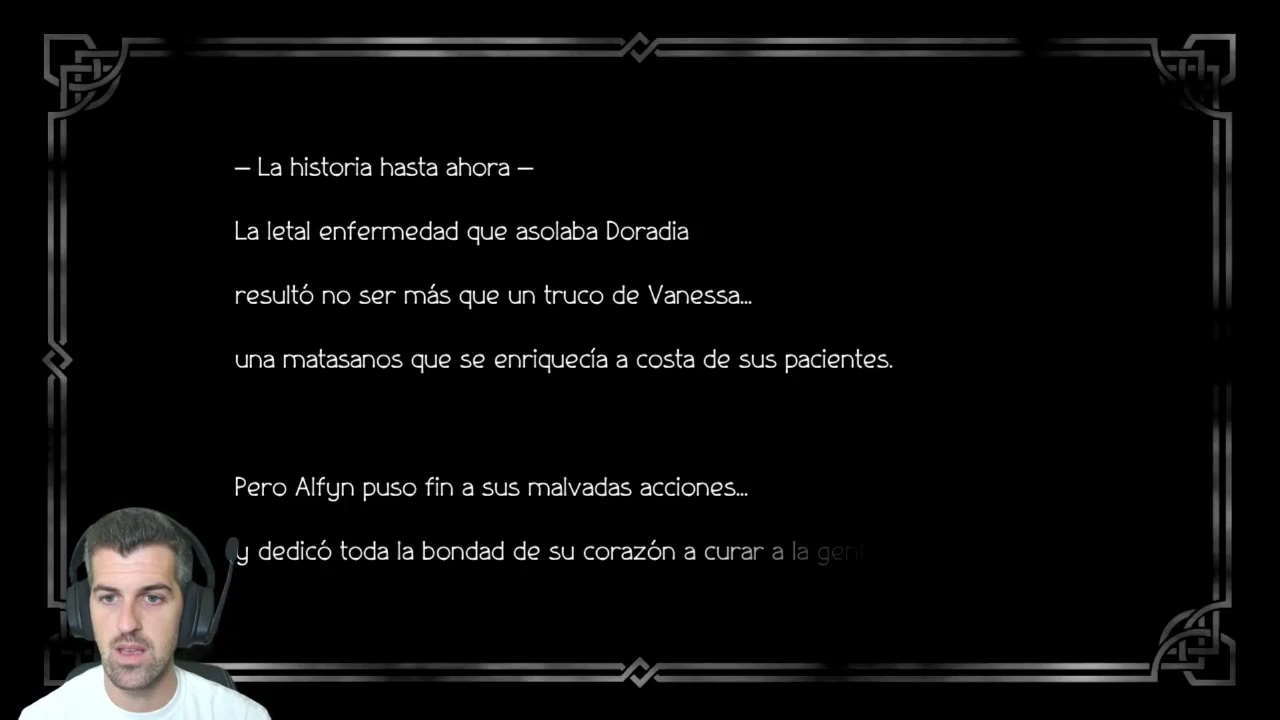 — La historia hasta ahora —
La letal enfermedad que asolaba Doradia
resultó no ser más que un truco de Vanessa...
una matasanos que se enriquecía a costa de sus pacientes.
Pero Alfyn puso fin a sus malvadas acciones...
y dedicó toda la bondad de su corazón a curar a la